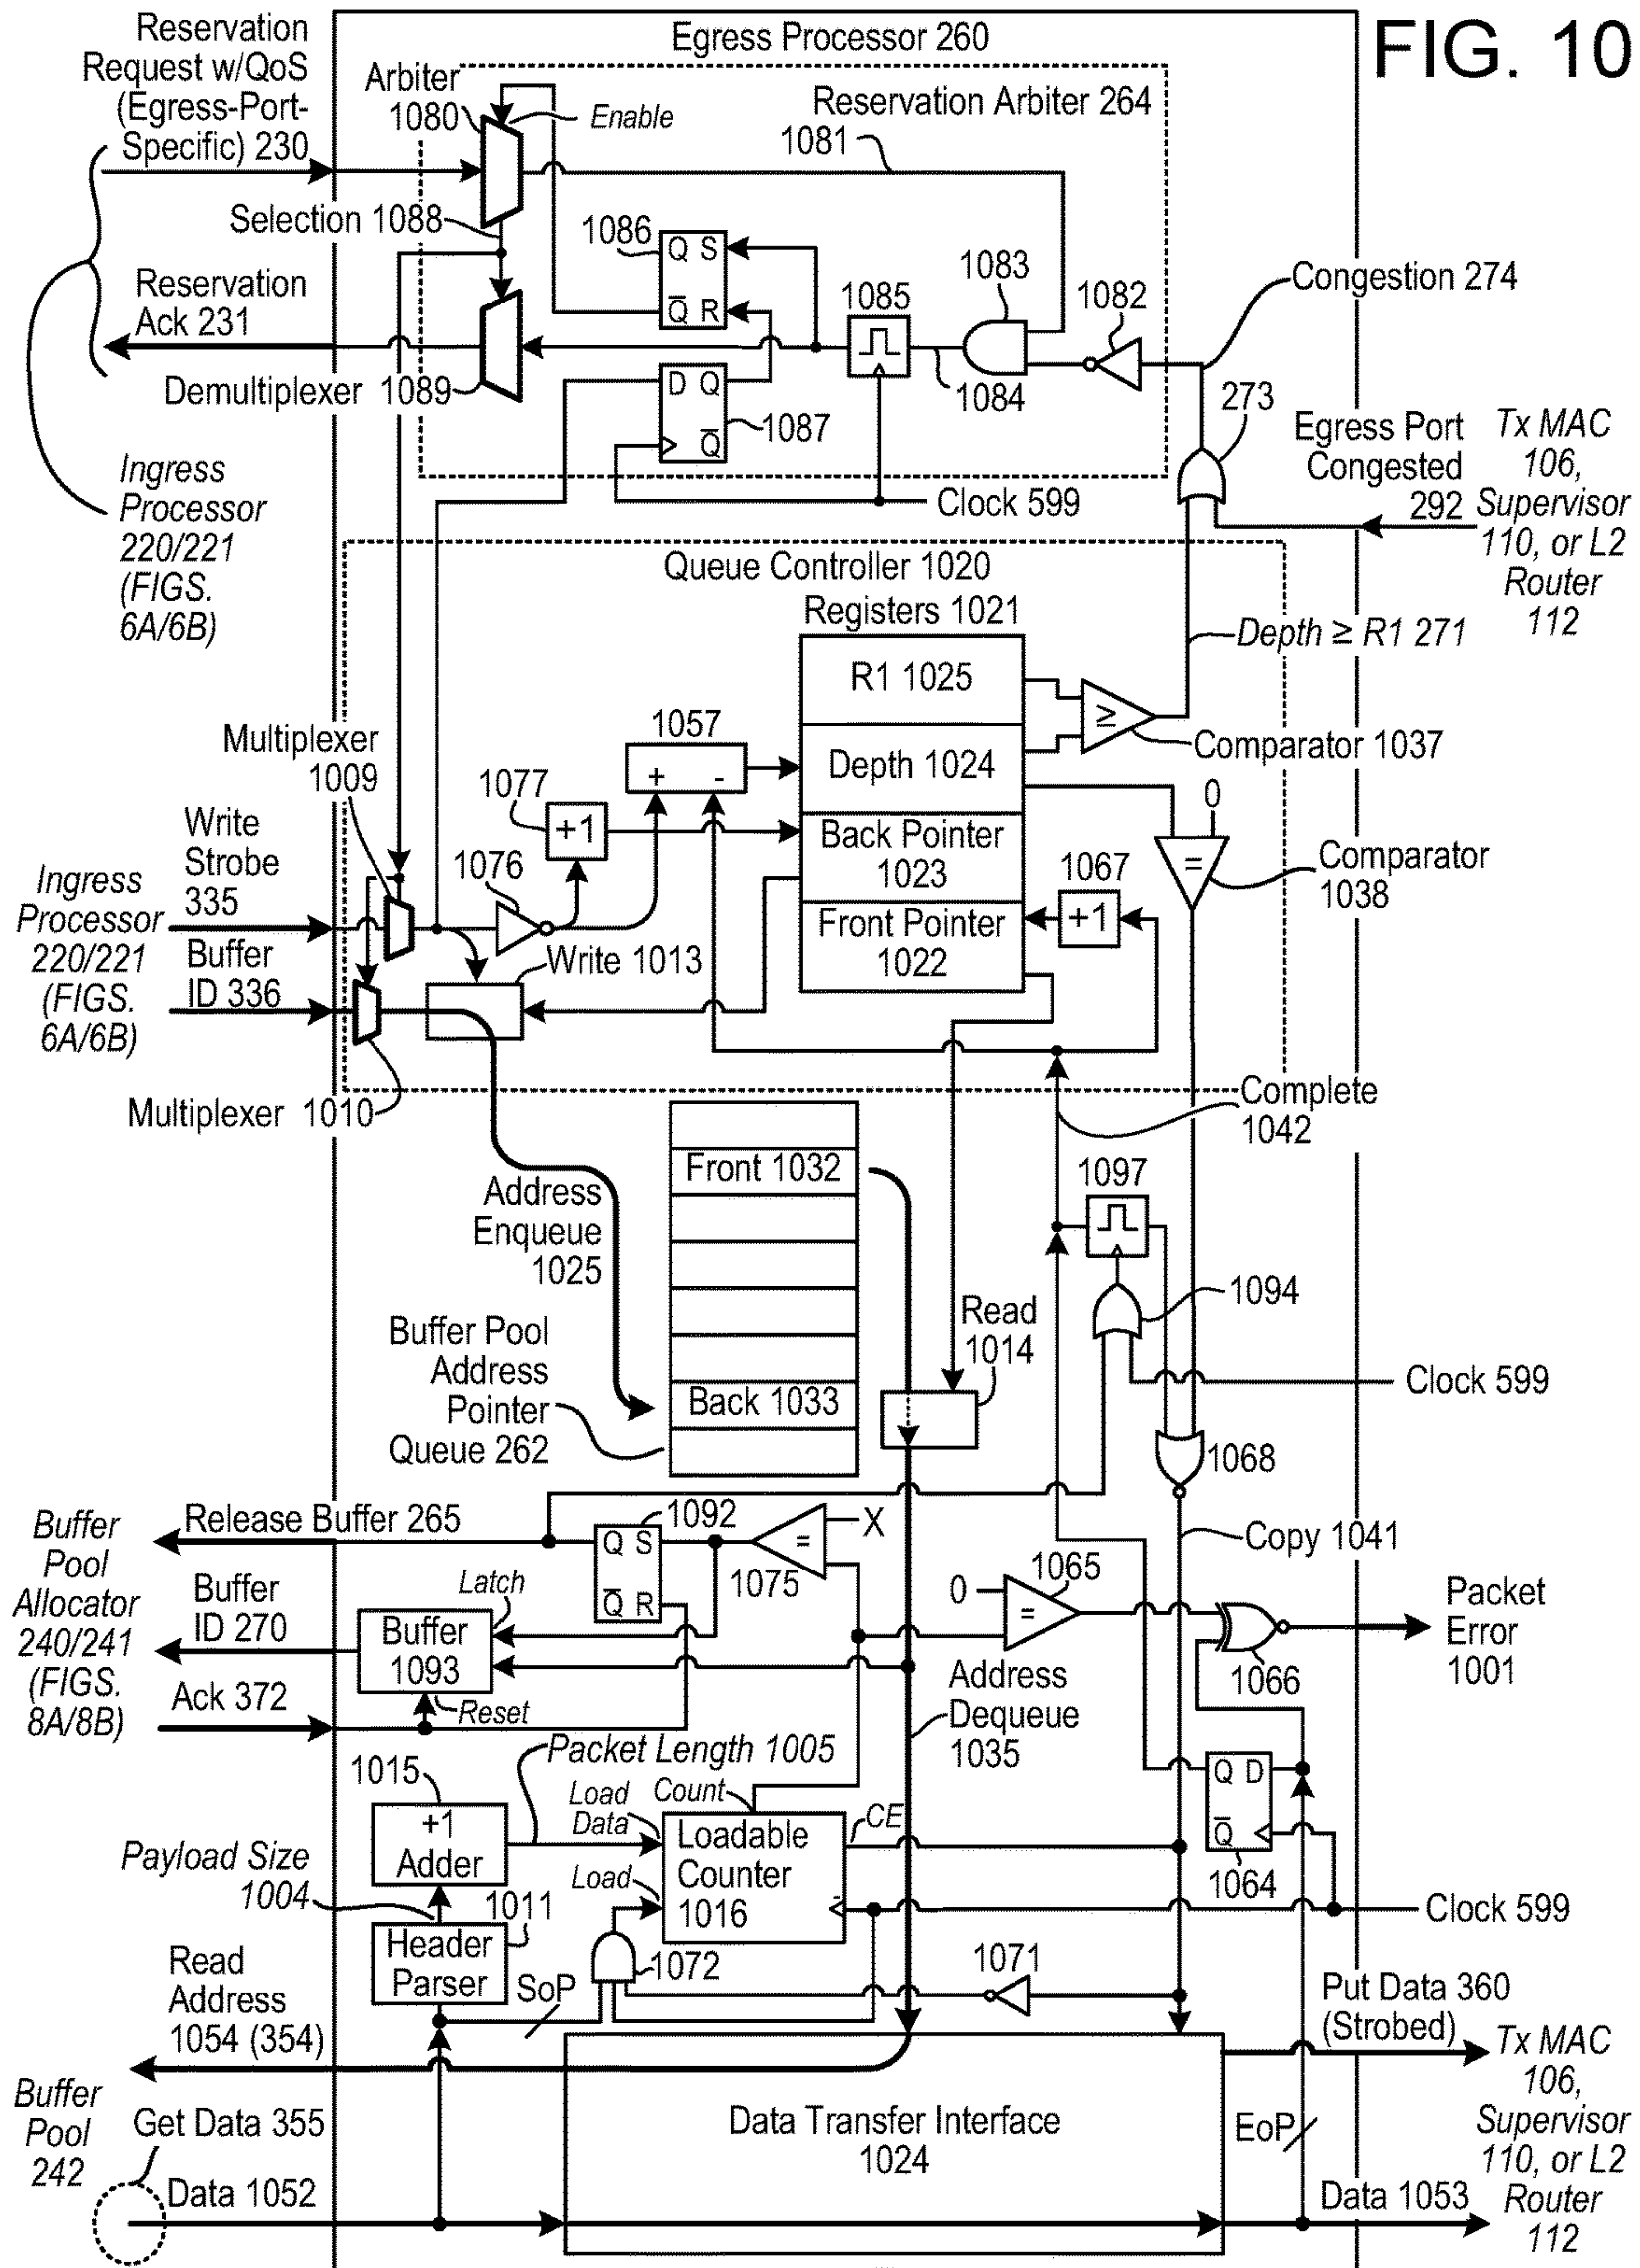 FIG. 10
Egress Processor 260
Reservation
Request w/QoS
(Egress-Port-
Specific) 230
Arbiter
1080
Enable
Reservation Arbiter 264
1081
Selection 1088
1086
Q S
Q̅ R
1085
1083
1082
1084
Congestion 274
Reservation
Ack 231
Demultiplexer 1089
D Q
Q̅
1087
273
Egress Port
Congested
292
Tx MAC
106,
Supervisor
110, or L2
Router
112
Clock 599
Ingress
Processor
220/221
(FIGS.
6A/6B)
Queue Controller 1020
Registers 1021
R1 1025
Depth 1024
Back Pointer
1023
Front Pointer
1022
Depth ≥ R1 271
≥
Comparator 1037
1057
+ -
1077
+1
1076
Multiplexer
1009
Write
Strobe
335
Ingress
Processor
220/221
(FIGS.
6A/6B)
Buffer
ID 336
Write 1013
1067
+1
0
=
Comparator
1038
Multiplexer 1010
Complete
1042
Front 1032
Back 1033
Address
Enqueue
1025
Buffer Pool
Address
Pointer
Queue 262
1097
1094
Read
1014
Clock 599
1068
Copy 1041
Release Buffer 265
1092
Q S
Q̅ R
=
X
1075
Buffer
Pool
Allocator
240/241
(FIGS.
8A/8B)
Buffer
ID 270
Latch
Buffer
1093
Ack 372
Reset
0
=
1065
1066
Packet
Error
1001
Address
Dequeue
1035
Packet Length 1005
1015
+1
Adder
Load
Data
Count
Load
Loadable
Counter
1016
CE
Q D
Q̅
1064
Payload Size
1004
1011
Header
Parser
SoP
1072
1071
Clock 599
Read
Address
1054 (354)
Put Data 360
(Strobed)
Tx MAC
106,
Supervisor
110, or L2
Router
112
Buffer
Pool
242
Get Data 355
Data 1052
Data Transfer Interface
1024
EoP
Data 1053